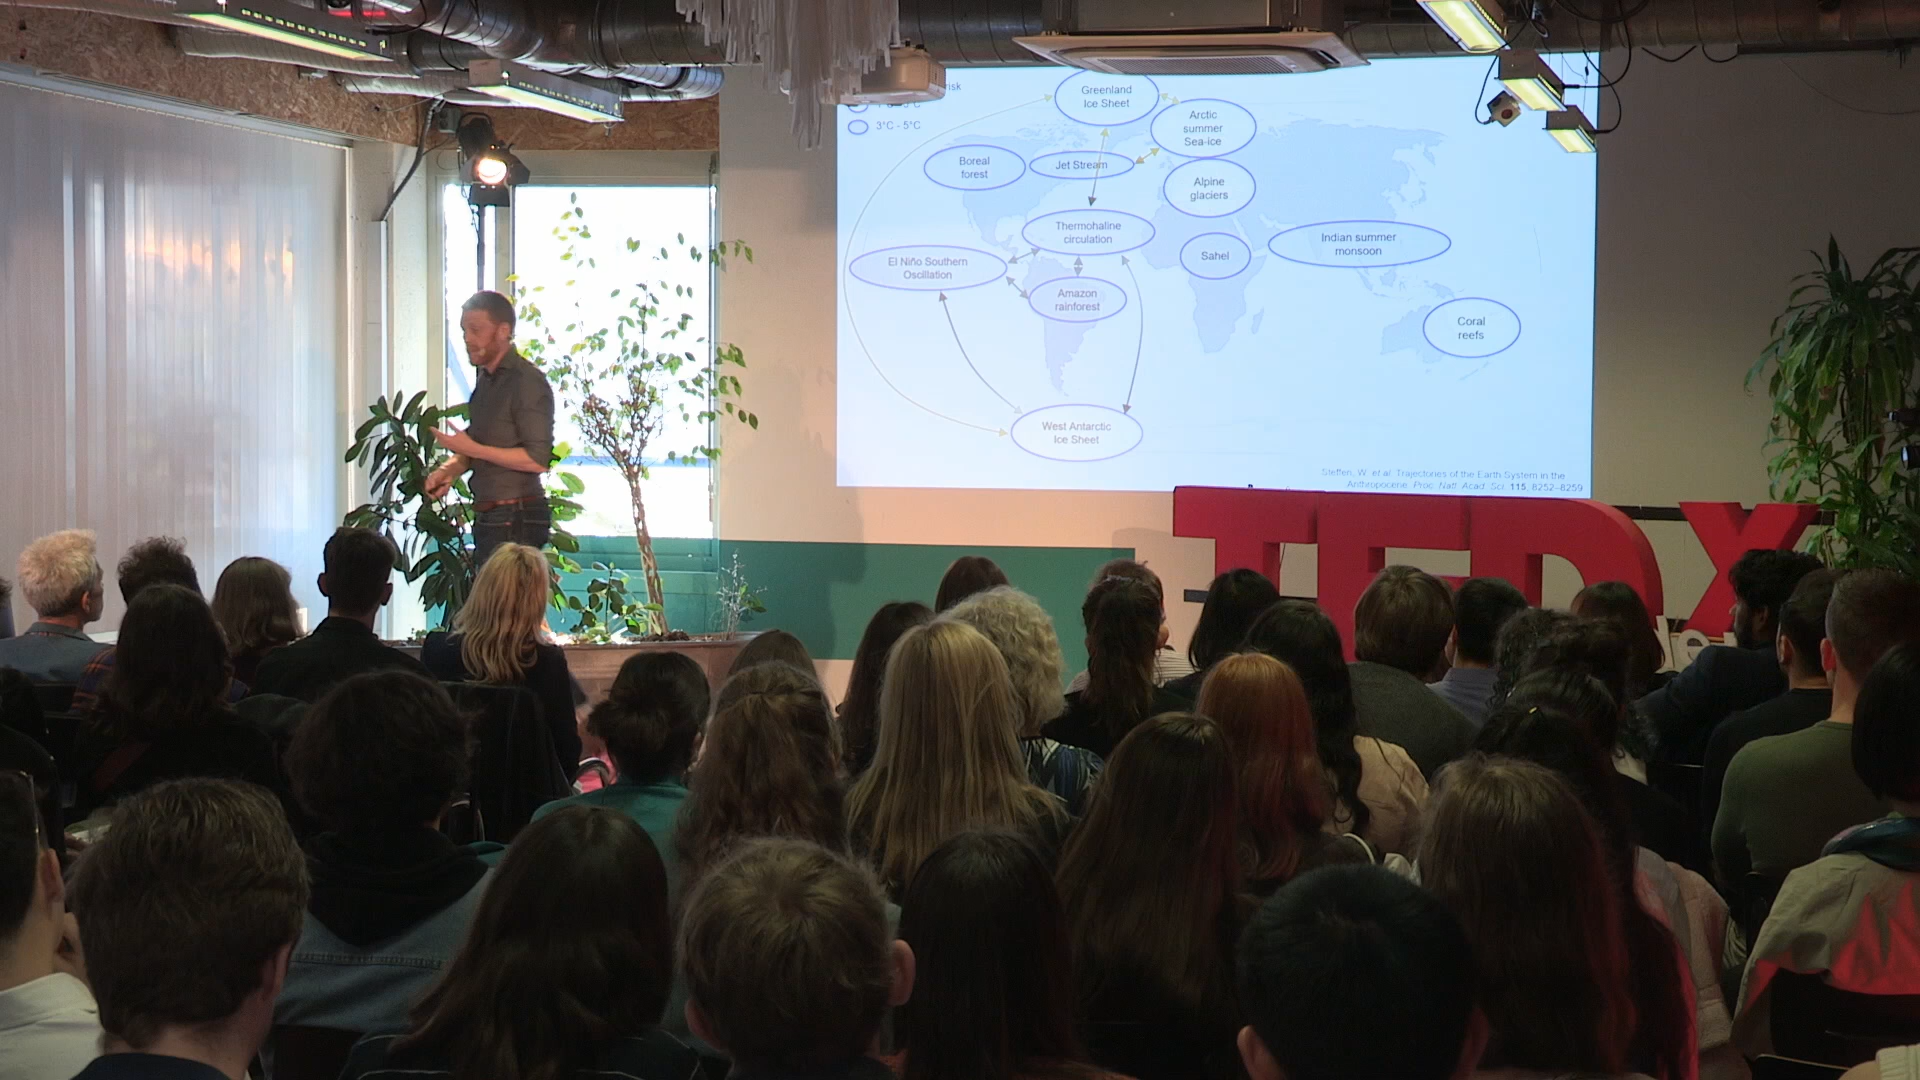 risk
3°C - 5°C
Greenland
Ice Sheet
Arctic
summer
Sea-ice
Boreal
forest
Jet Stream
Alpine
glaciers
Thermohaline
circulation
Indian summer
monsoon
Sahel
El Niño Southern
Oscillation
Amazon
rainforest
Coral
reefs
West Antarctic
Ice Sheet
Steffen, W. et al. Trajectories of the Earth System in the
Anthropocene. Proc. Natl. Acad. Sci. 115, 8252–8259
TEDx